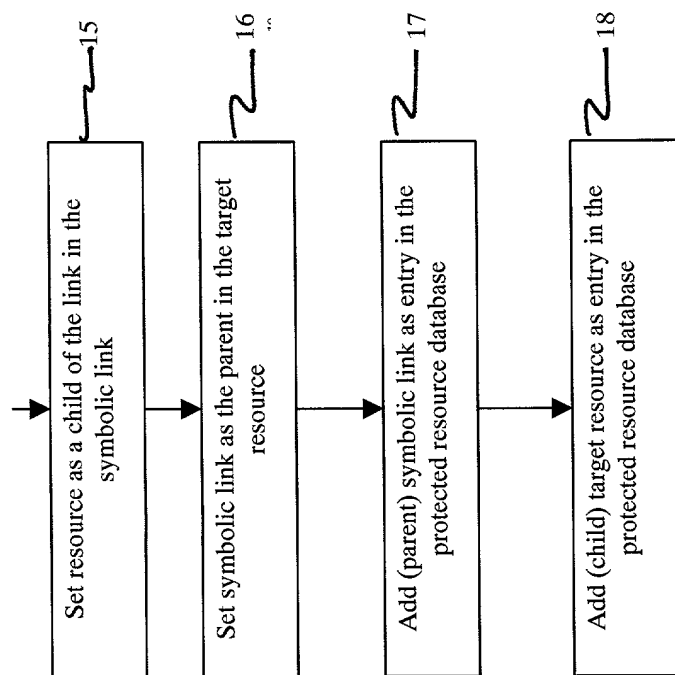 Set resource as a child of the link in the
symbolic link
15
Set symbolic link as the parent in the target
resource
16
Add (parent) symbolic link as entry in the
protected resource database
17
Add (child) target resource as entry in the
protected resource database
18